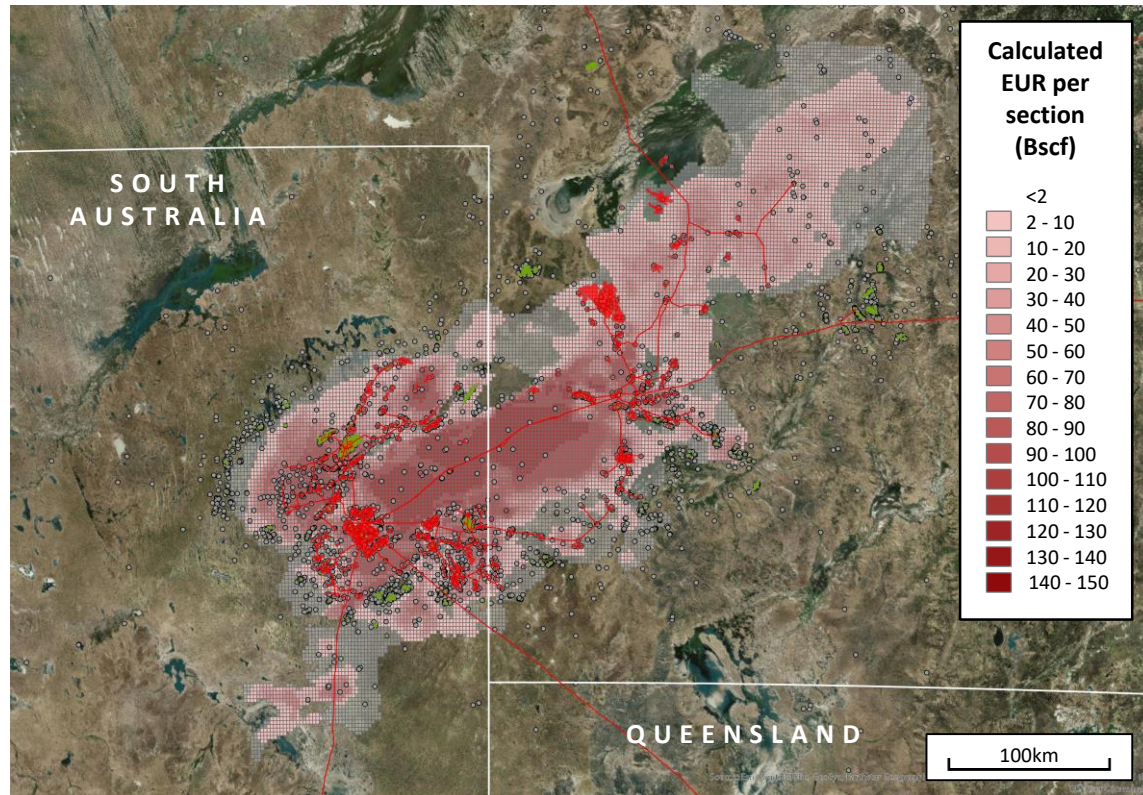 Calculated
EUR per
section
(Bscf)
<2
2 - 10
10 - 20
20 - 30
30 - 40
40 - 50
50 - 60
60 - 70
70 - 80
80 - 90
90 - 100
100 - 110
110 - 120
120 - 130
130 - 140
140 - 150
SOUTH
AUSTRALIA
QUEENSLAND
100km